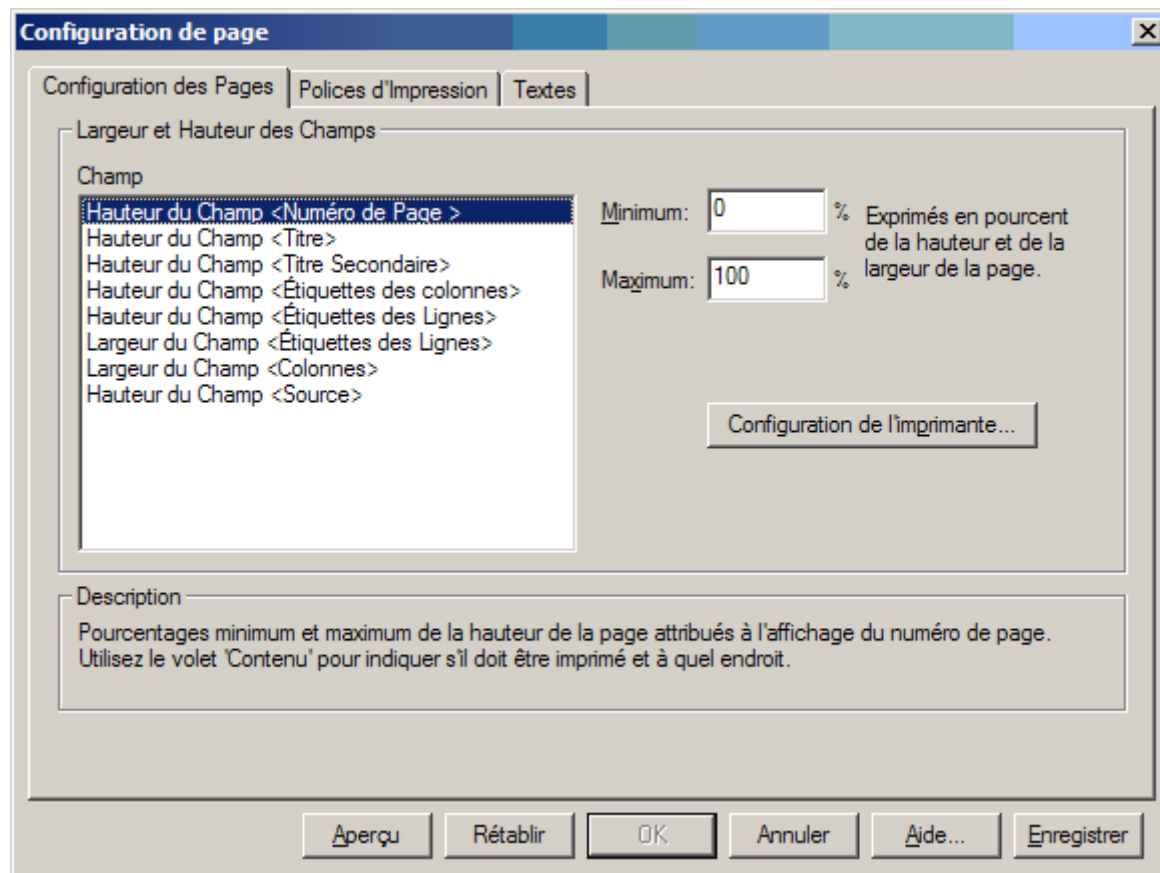 Configuration de page
Configuration des Pages
Polices d'Impression
Textes
Largeur et Hauteur des Champs
Champ
Hauteur du Champ <Numéro de Page >
Hauteur du Champ <Titre>
Hauteur du Champ <Titre Secondaire>
Hauteur du Champ <Étiquettes des colonnes>
Hauteur du Champ <Étiquettes des Lignes>
Largeur du Champ <Étiquettes des Lignes>
Largeur du Champ <Colonnes>
Hauteur du Champ <Source>
Minimum: 0 %
Maximum: 100 %
Exprimés en pourcent
de la hauteur et de la
largeur de la page.
Configuration de l'imprimante...
Description
Pourcentages minimum et maximum de la hauteur de la page attribués à l'affichage du numéro de page.
Utilisez le volet 'Contenu' pour indiquer s'il doit être imprimé et à quel endroit.
Aperçu
Rétablir
OK
Annuler
Aide...
Enregistrer